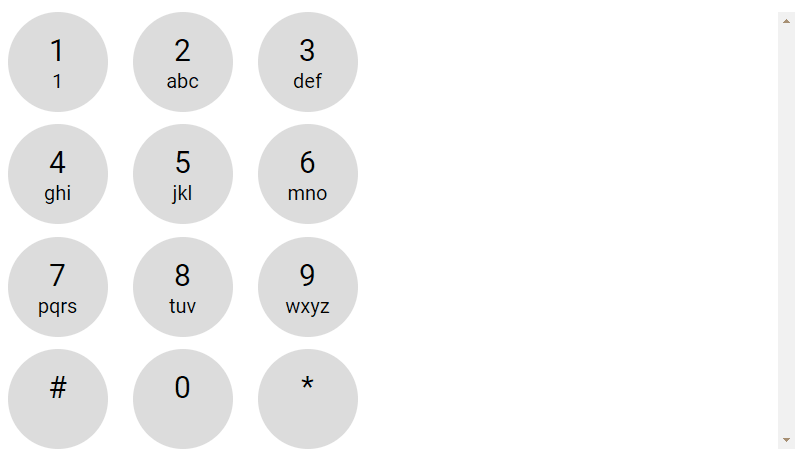 1 2 3
1 abc def
4 5 6
ghi jkl mno
7 8 9
pqrs tuv wxyz
# 0 *